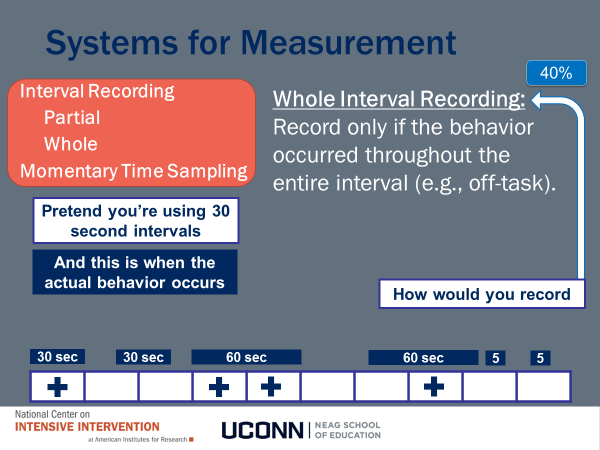 Systems for Measurement
40%
Interval Recording
Partial
Whole
Momentary Time Sampling
Whole Interval Recording:
Record only if the behavior
occurred throughout the
entire interval (e.g., off-task).
Pretend you're using 30
second intervals
And this is when the
actual behavior occurs
How would you record
30 sec
30 sec
60 sec
60 sec
5
5
+
+
+
+
National Center on
INTENSIVE INTERVENTION
at American Institutes for Research
UCONN
NEAG SCHOOL
OF EDUCATION